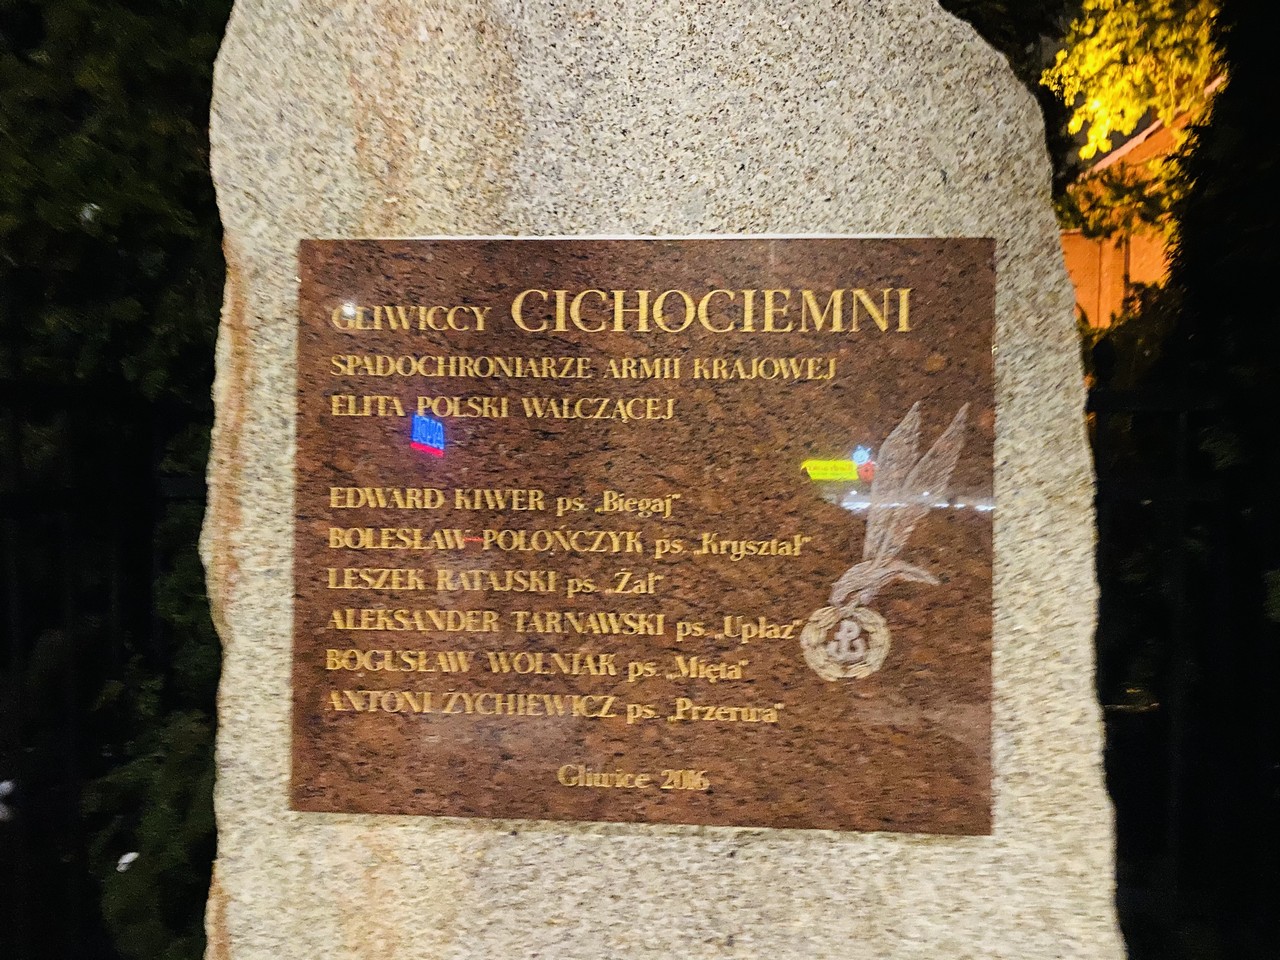 GLIWICCY CICHOCIEMNI
SPADOCHRONIARZE ARMII KRAJOWEJ
ELITA POLSKI WALCZĄCEJ
EDWARD KIWER ps. „Biegaj"
BOLESŁAW POLOŃCZYK ps. „Kryształ"
LESZEK RATAJSKI ps. „Żal"
ALEKSANDER TARNAWSKI ps. „Upłaz"
BOGUSŁAW WOLNIAK ps. „Mięta"
ANTONI ŻYCHIEWICZ ps. „Przerwa"
Gliwice 2016